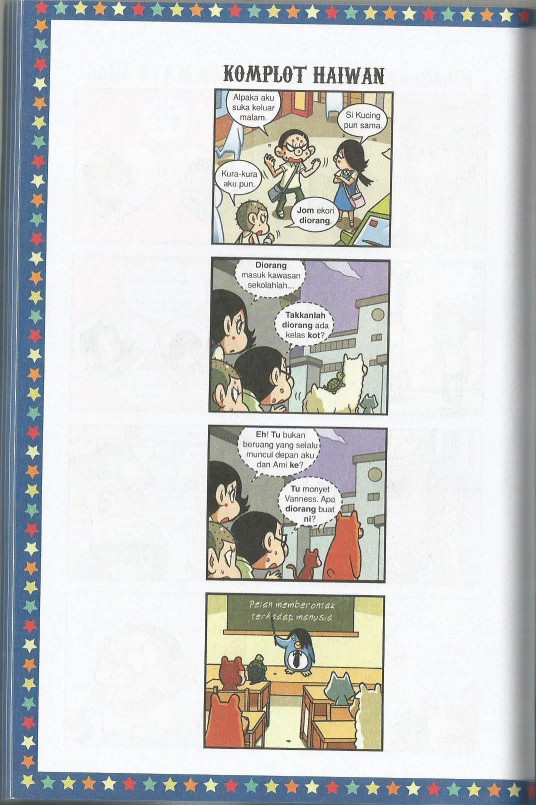 KOMPLOT HAIWAN
Alpaka aku
suka keluar
malam.
Si Kucing
pun sama.
Kura-kura
aku pun.
Jom ekori
diorang.
Diorang
masuk kawasan
sekolahlah...
Takkanlah
diorang ada
kelas kot?
Eh! Tu bukan
beruang yang selalu
muncul depan aku
dan Ami ke?
Tu monyet
Vanness. Apa
diorang buat
ni?
Pelan memberontak
terhadap manusia